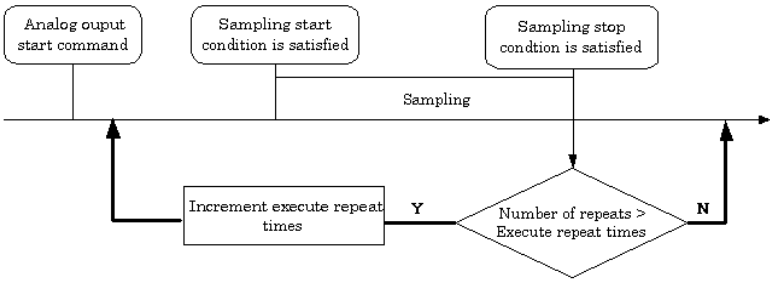 Analog ouput
start command
Sampling start
condition is satisfied
Sampling stop
condtion is satisfied
Sampling
Increment execute repeat
times
Y
Number of repeats >
Execute repeat times
N